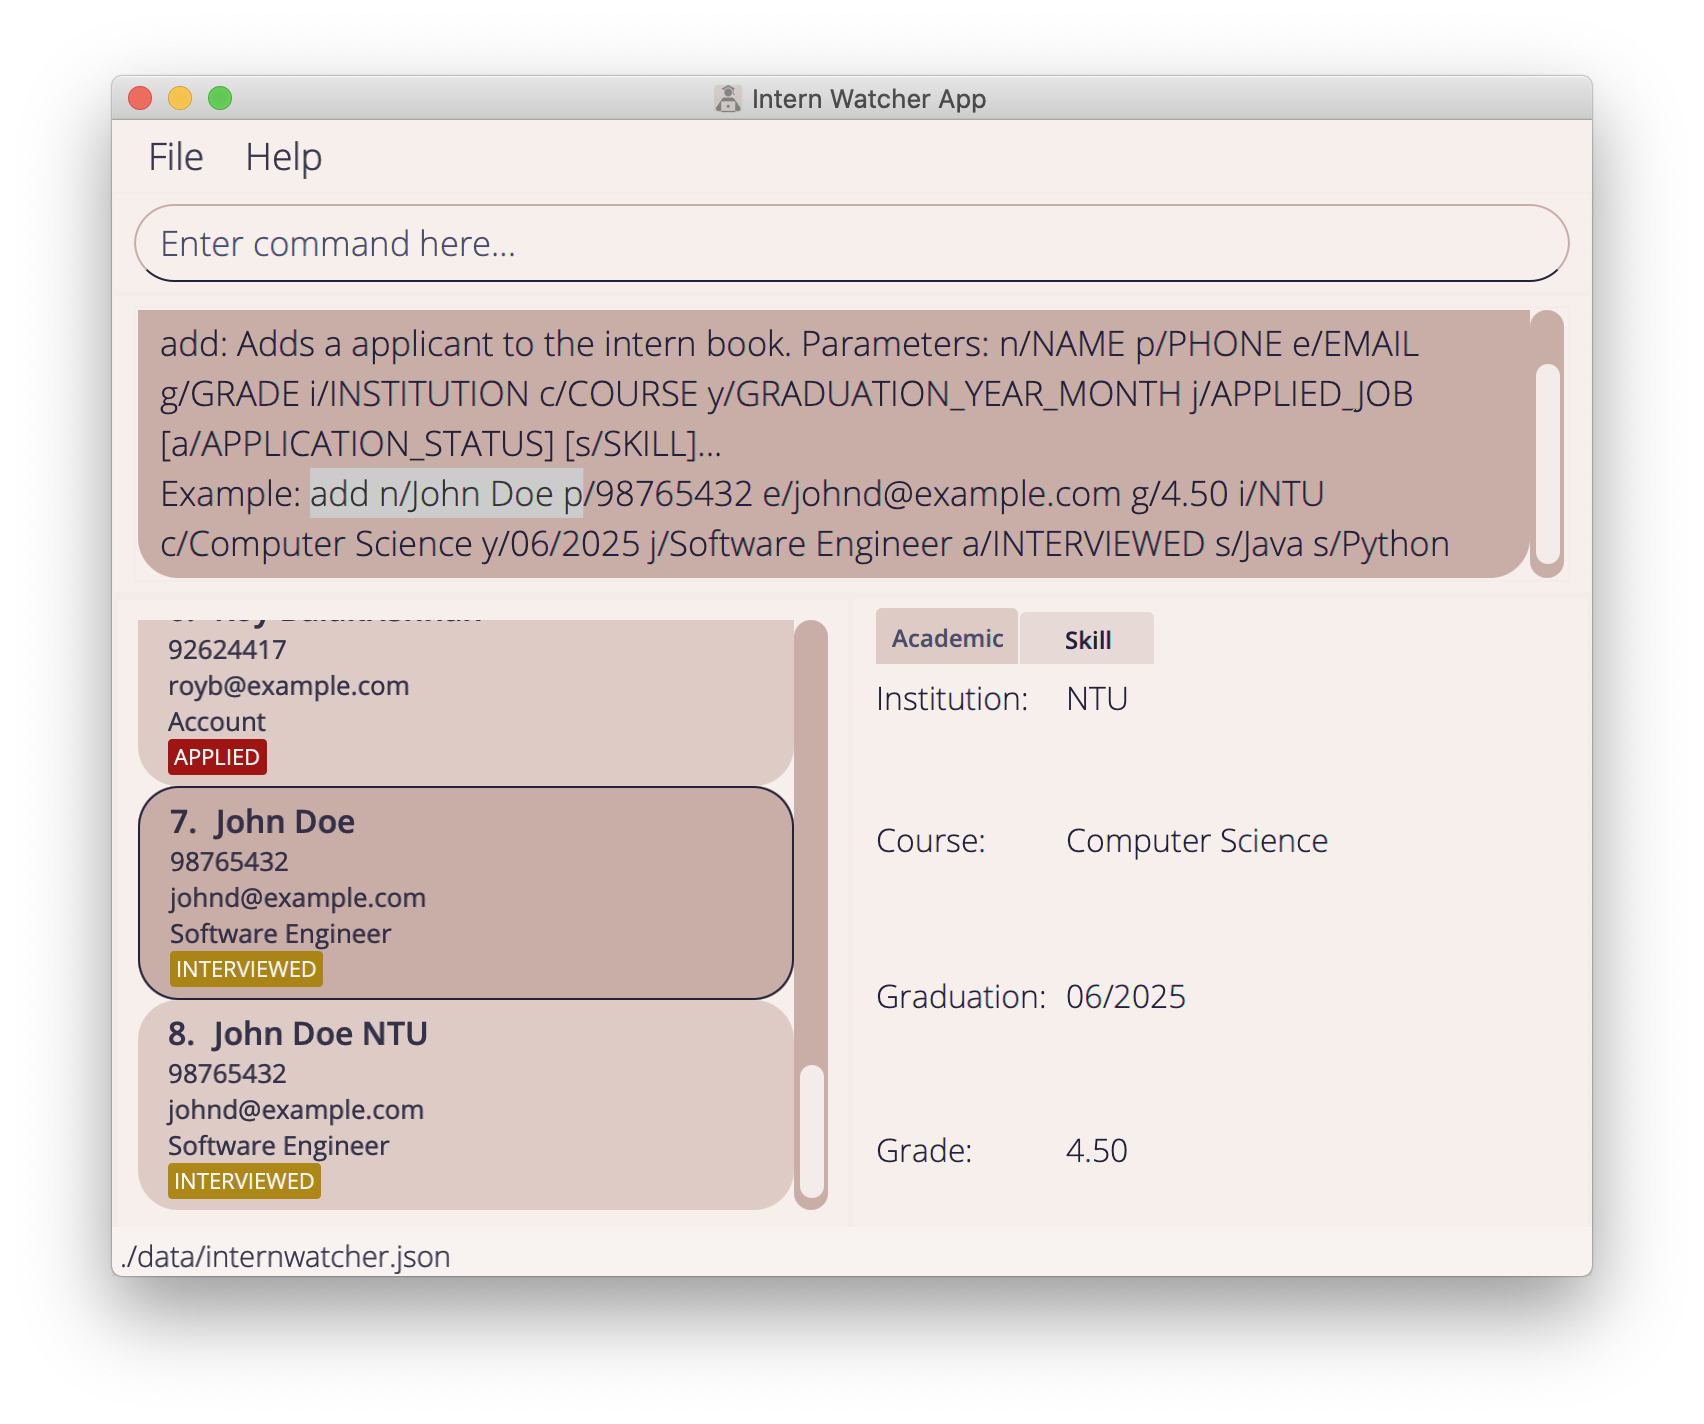 Intern Watcher App
File Help
Enter command here...
add: Adds a applicant to the intern book. Parameters: n/NAME p/PHONE e/EMAIL
g/GRADE i/INSTITUTION c/COURSE y/GRADUATION_YEAR_MONTH j/APPLIED_JOB
[a/APPLICATION_STATUS] [s/SKILL]...
Example: add n/John Doe p/98765432 e/johnd@example.com g/4.50 i/NTU
c/Computer Science y/06/2025 j/Software Engineer a/INTERVIEWED s/Java s/Python
92624417
royb@example.com
Account
APPLIED
7. John Doe
98765432
johnd@example.com
Software Engineer
INTERVIEWED
8. John Doe NTU
98765432
johnd@example.com
Software Engineer
INTERVIEWED
Academic Skill
Institution: NTU
Course: Computer Science
Graduation: 06/2025
Grade: 4.50
./data/internwatcher.json